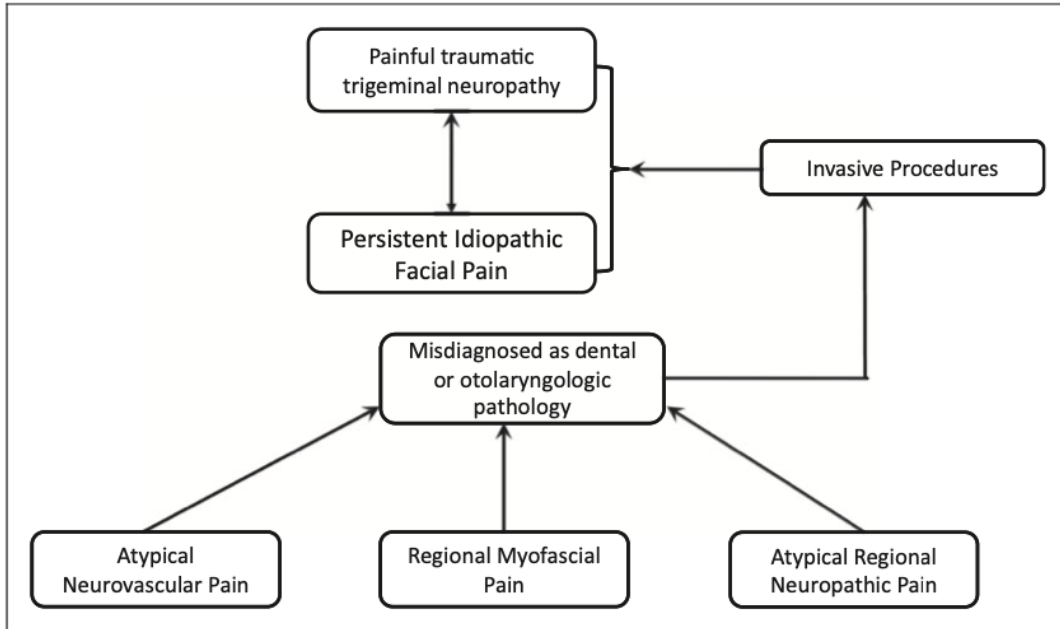 Painful traumatic
trigeminal neuropathy
Invasive Procedures
Persistent Idiopathic
Facial Pain
Misdiagnosed as dental
or otolaryngologic
pathology
Atypical
Neurovascular Pain
Regional Myofascial
Pain
Atypical Regional
Neuropathic Pain